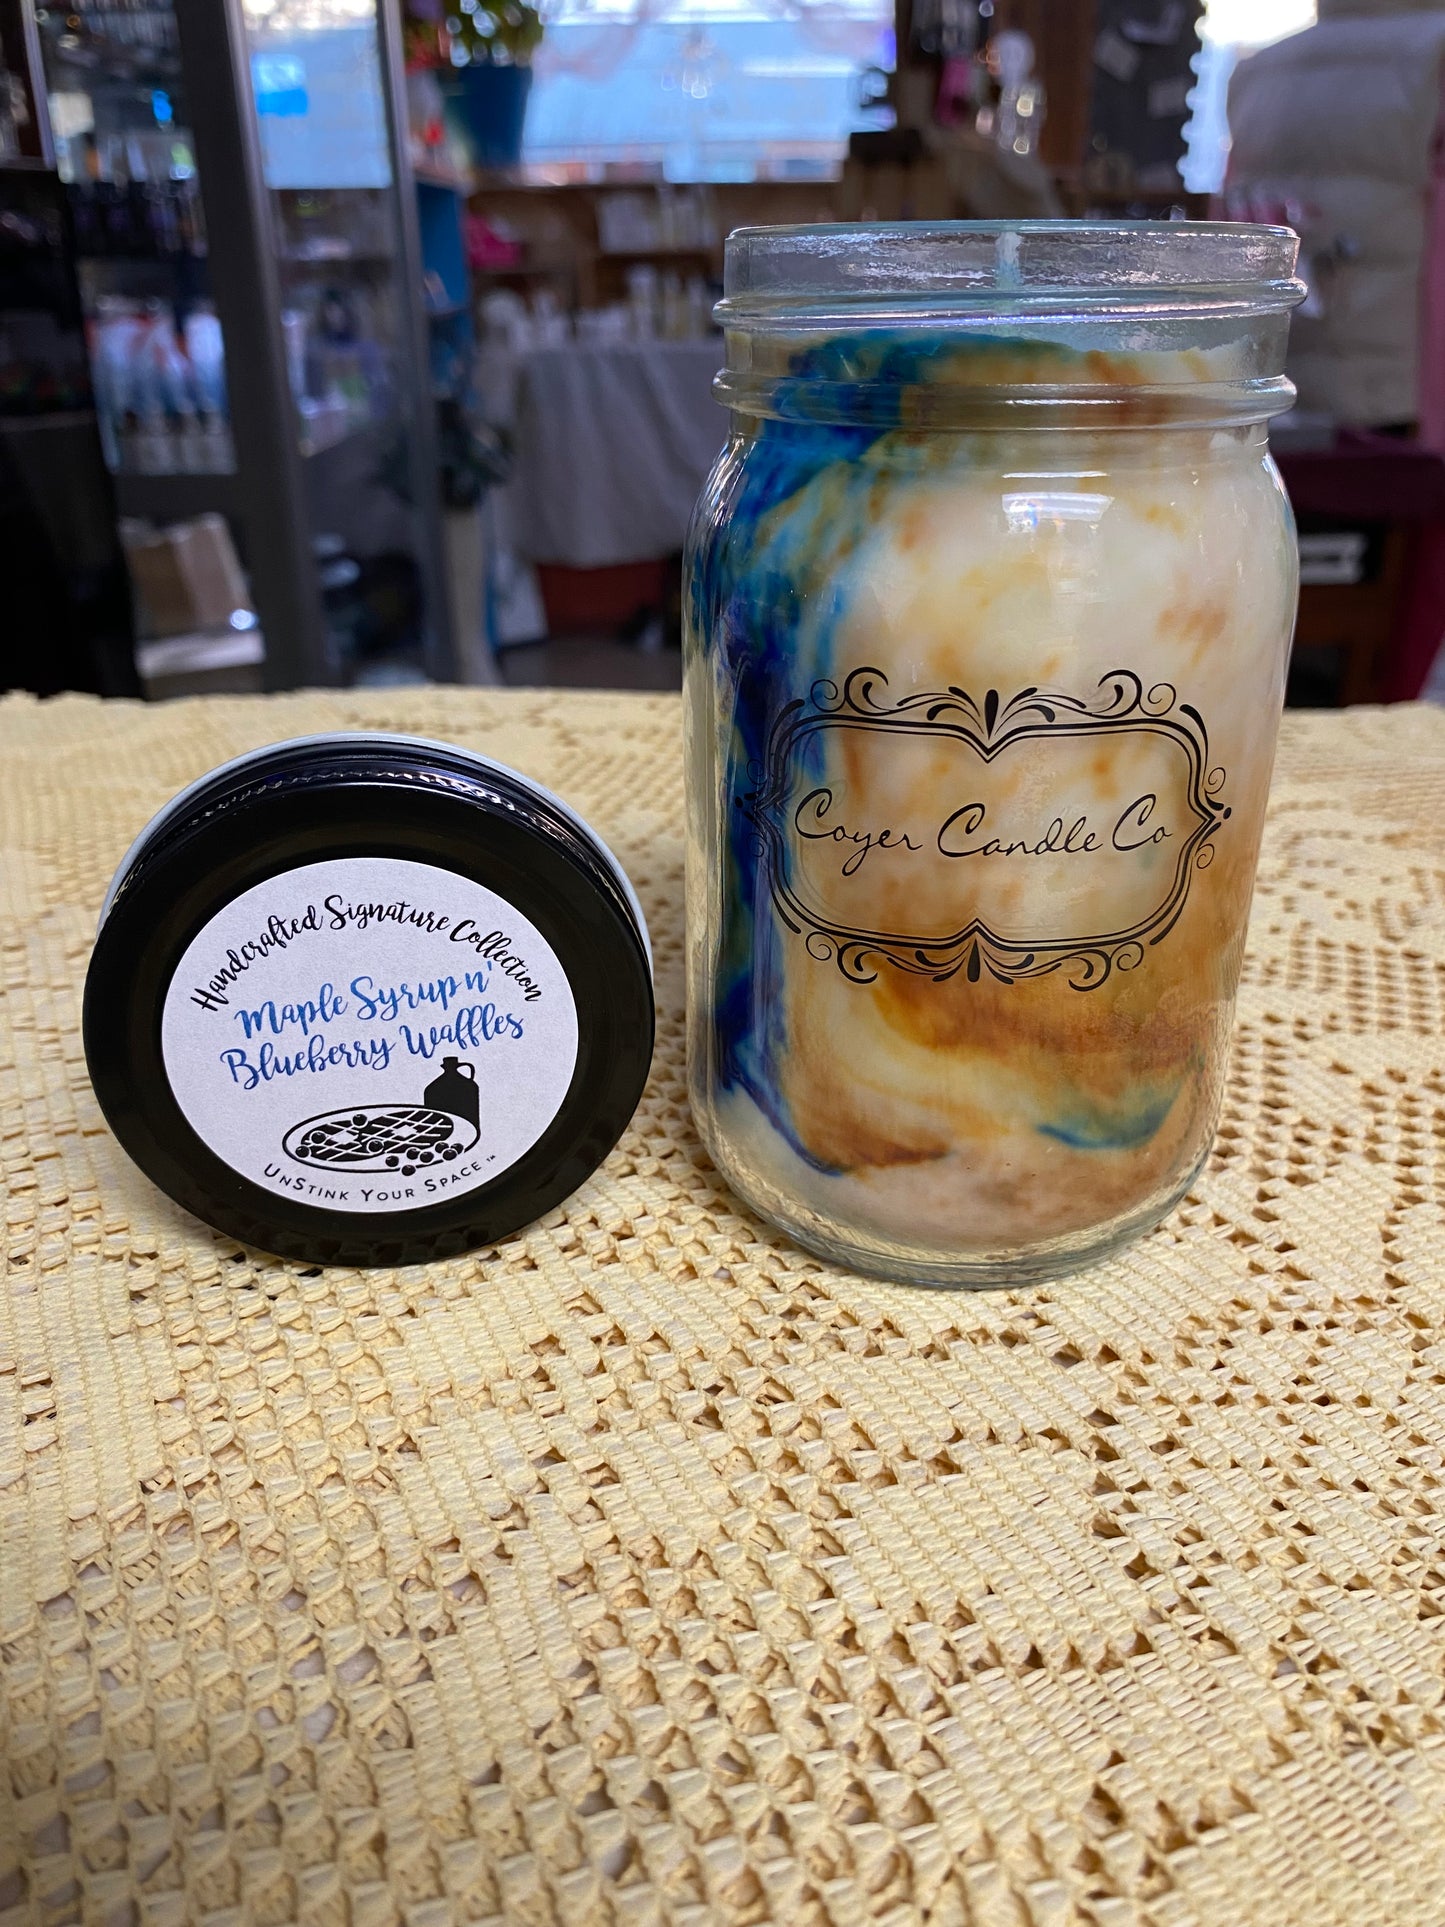 Handcrafted Signature Collection
Maple Syrup n'
Blueberry Waffles
UnStink Your Space™
Coyer Candle Co